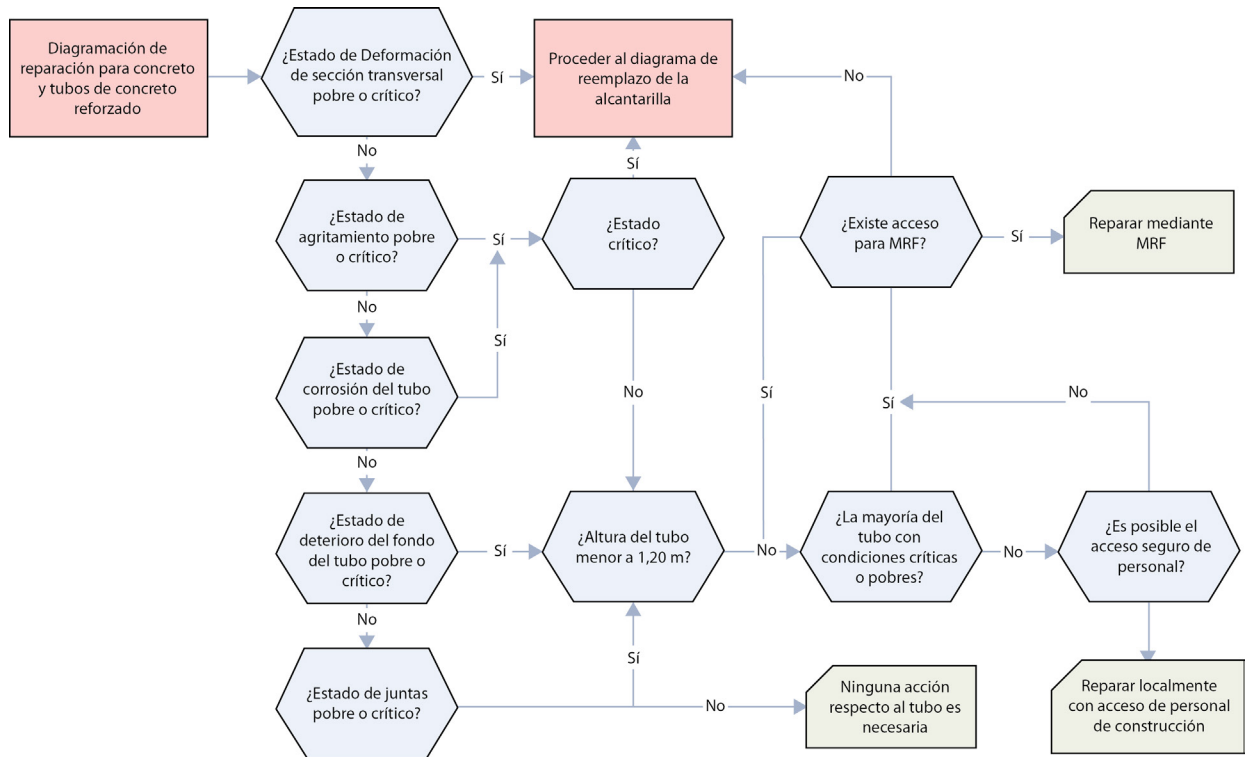 Diagramación de
reparación para concreto
y tubos de concreto
reforzado
¿Estado de Deformación
de sección transversal
pobre o crítico?
Sí
Proceder al diagrama de
reemplazo de la
alcantarilla
No
No
Sí
¿Estado de
agritamiento pobre
o crítico?
Sí
¿Estado
crítico?
¿Existe acceso
para MRF?
Sí
Reparar mediante
MRF
No
Sí
¿Estado de
corrosión del tubo
pobre o crítico?
No
Sí
Sí
No
No
¿Estado de
deterioro del fondo
del tubo pobre o
crítico?
Sí
¿Altura del tubo
menor a 1,20 m?
No
¿La mayoría del
tubo con
condiciones críticas
o pobres?
No
¿Es posible el
acceso seguro de
personal?
No
Sí
¿Estado de juntas
pobre o crítico?
No
Ninguna acción
respecto al tubo es
necesaria
Reparar localmente
con acceso de personal
de construcción